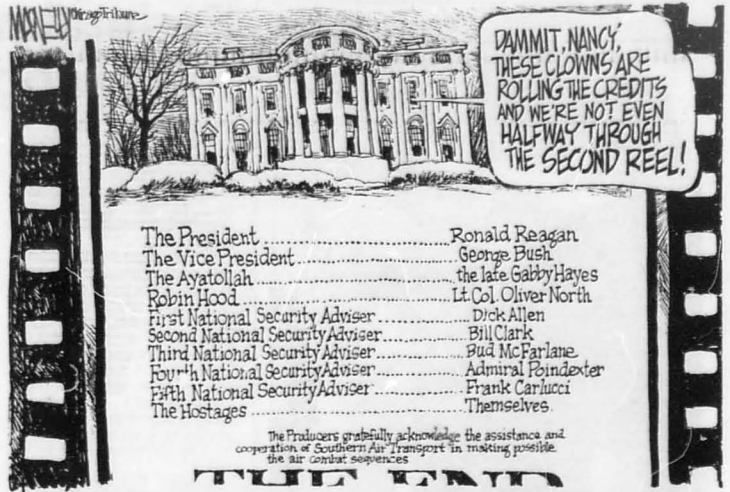 MACNELLY Chicago Tribune
DAMMIT, NANCY,
THESE CLOWNS ARE
ROLLING THE CREDITS
AND WE'RE NOT EVEN
HALFWAY THROUGH
THE SECOND REEL!
The President .......................... Ronald Reagan
The Vice President .......................... George Bush
The Ayatollah .......................... the late Gabby Hayes
Robin Hood .......................... Lt. Col. Oliver North
First National Security Adviser .......................... Dick Allen
Second National Security Adviser .......................... Bill Clark
Third National Security Adviser .......................... Bud McFarlane
Fourth National Security Adviser .......................... Admiral Poindexter
Fifth National Security Adviser .......................... Frank Carlucci
The Hostages .......................... Themselves.
The Producers gratefully acknowledge the assistance and
cooperation of Southern Air Transport in making possible
the air combat sequences
THE END